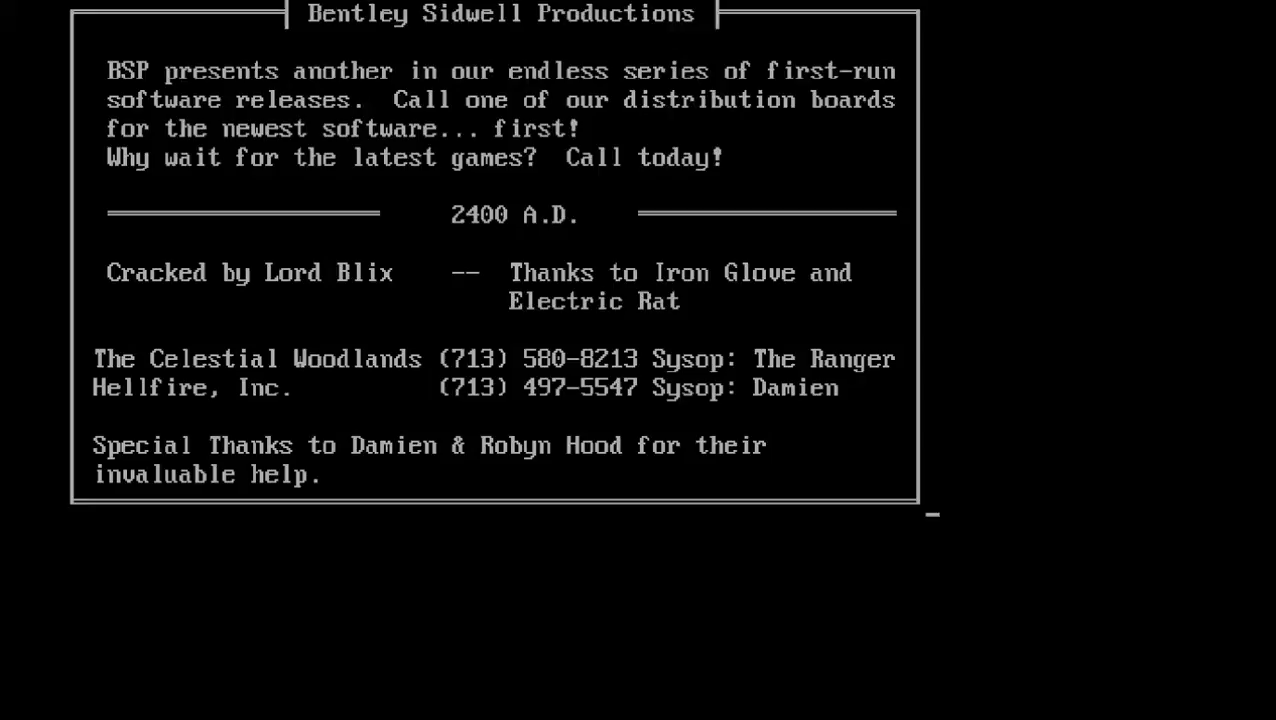 Bentley Sidwell Productions
BSP presents another in our endless series of first-run
software releases.  Call one of our distribution boards
for the newest software... first!
Why wait for the latest games?  Call today!
2400 A.D.
Cracked by Lord Blix    --  Thanks to Iron Glove and
Electric Rat
The Celestial Woodlands (713) 580-8213 Sysop: The Ranger
Hellfire, Inc.          (713) 497-5547 Sysop: Damien
Special Thanks to Damien & Robyn Hood for their
invaluable help.